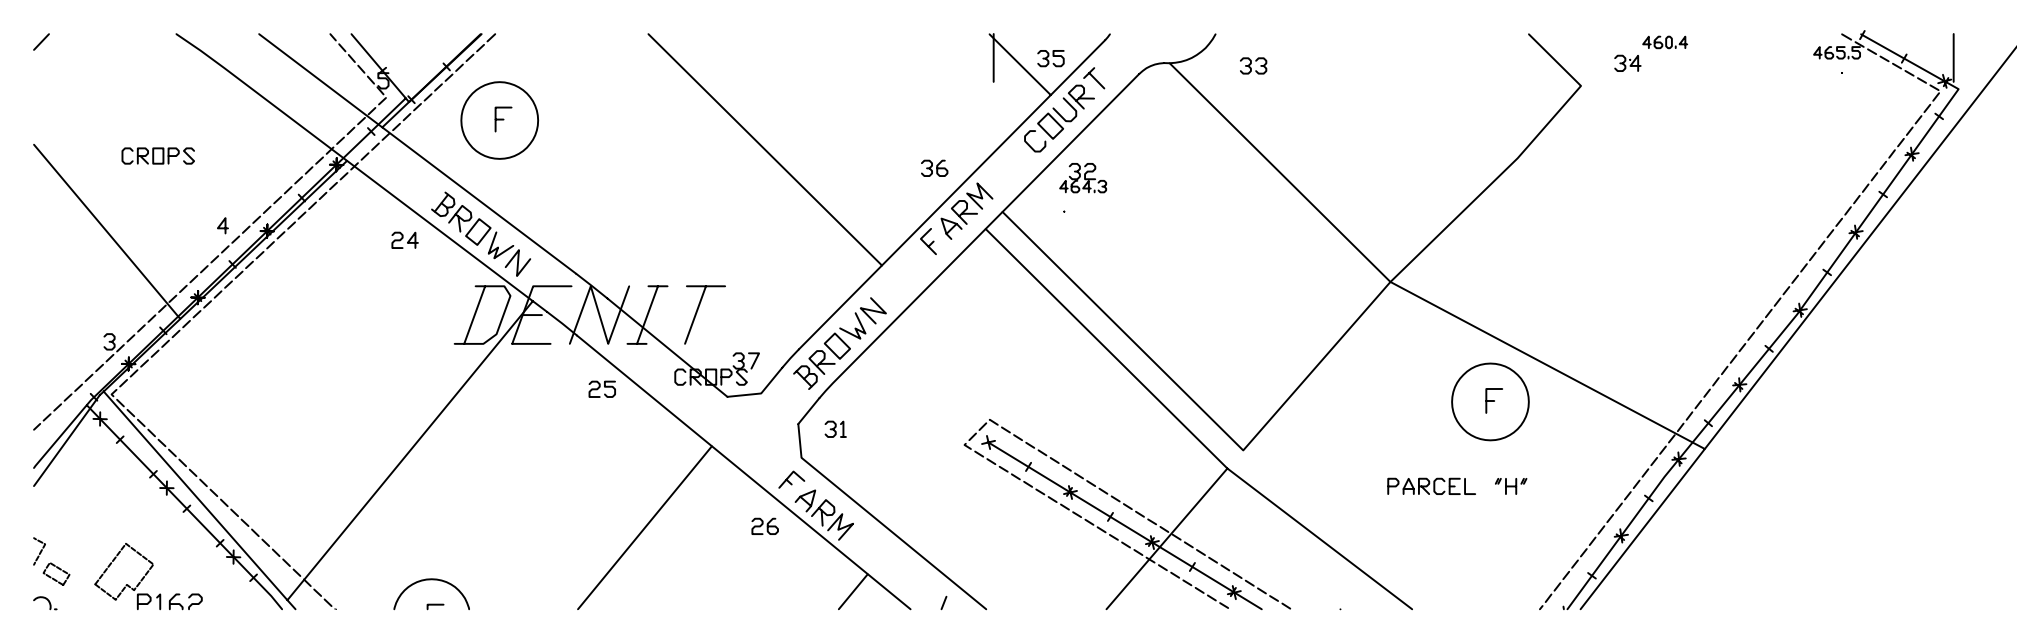 460.4
465.5
34
35
33
5
F
COURT
CROPS
36
32
464.3
FARM
BROWN
4
24
DENIT
BROWN
3
37
CROPS
25
F
31
PARCEL "H"
FARM
26
P162
F